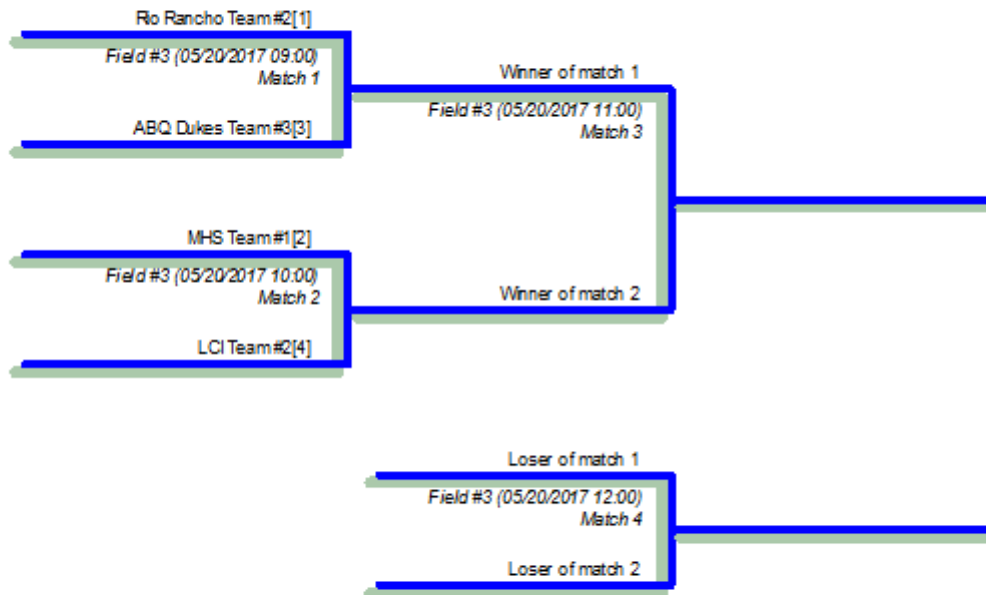 Rio Rancho Team #2[1]
Field #3 (05/20/2017 09:00)
Match 1
ABQ Dukes Team #3[3]
Winner of match 1
Field #3 (05/20/2017 11:00)
Match 3
MHS Team #1[2]
Field #3 (05/20/2017 10:00)
Match 2
LCI Team #2[4]
Winner of match 2
Loser of match 1
Field #3 (05/20/2017 12:00)
Match 4
Loser of match 2